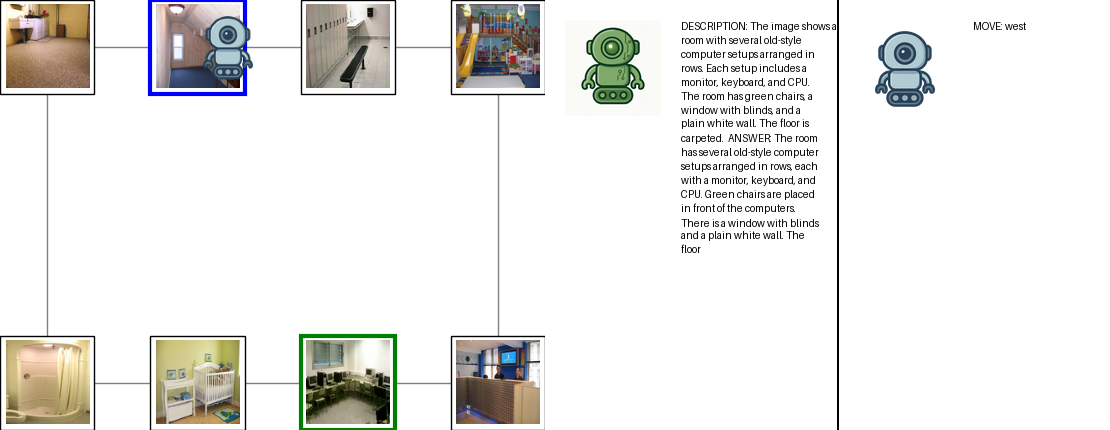 DESCRIPTION: The image shows a
room with several old-style
computer setups arranged in
rows. Each setup includes a
monitor, keyboard, and CPU.
The room has green chairs, a
window with blinds, and a
plain white wall. The floor is
carpeted.  ANSWER: The room
has several old-style computer
setups arranged in rows, each
with a monitor, keyboard, and
CPU. Green chairs are placed
in front of the computers.
There is a window with blinds
and a plain white wall. The
floor
MOVE: west